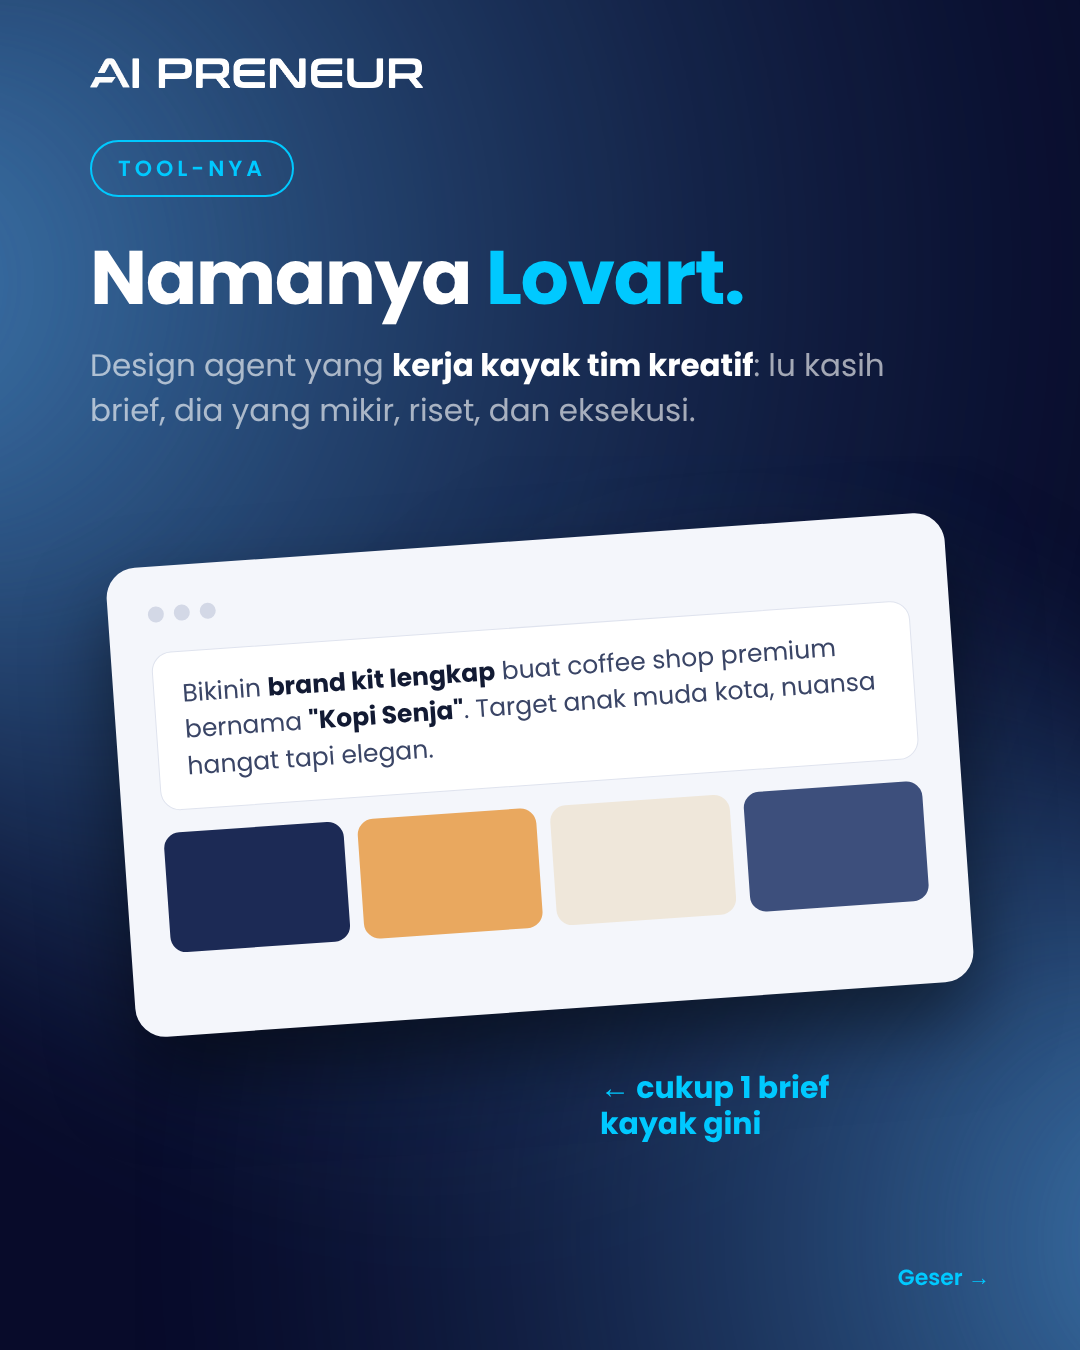 AI PRENEUR
TOOL-NYA
Namanya Lovart.
Design agent yang kerja kayak tim kreatif: lu kasih
brief, dia yang mikir, riset, dan eksekusi.
Bikinin brand kit lengkap buat coffee shop premium
bernama "Kopi Senja". Target anak muda kota, nuansa
hangat tapi elegan.
← cukup 1 brief
kayak gini
Geser →